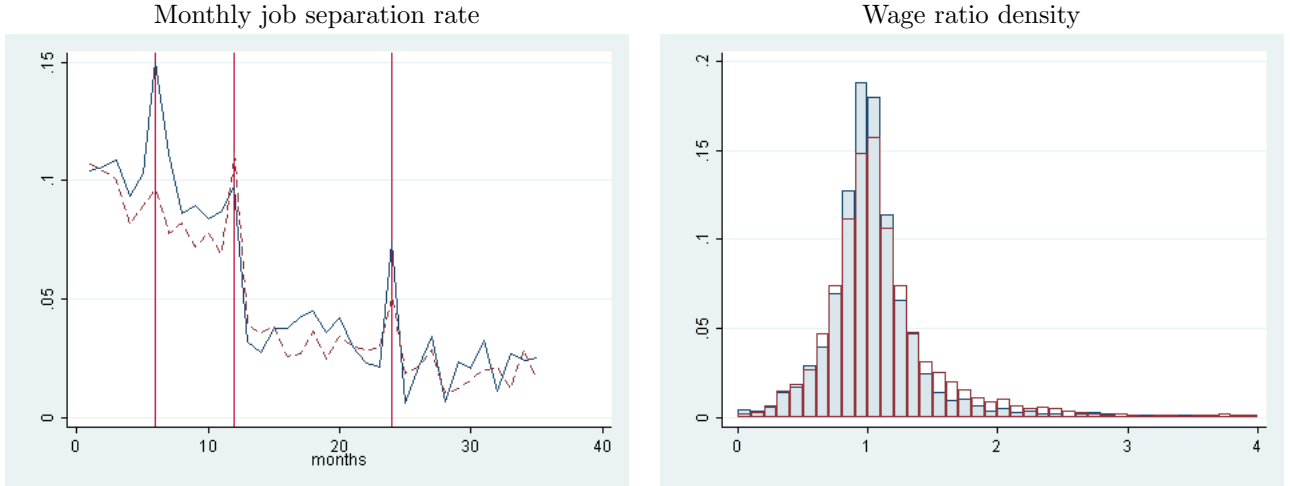 Monthly job separation rate
.15
.1
.05
0
0 10 20 30 40
months
Wage ratio density
.2
.15
.1
.05
0
0 1 2 3 4